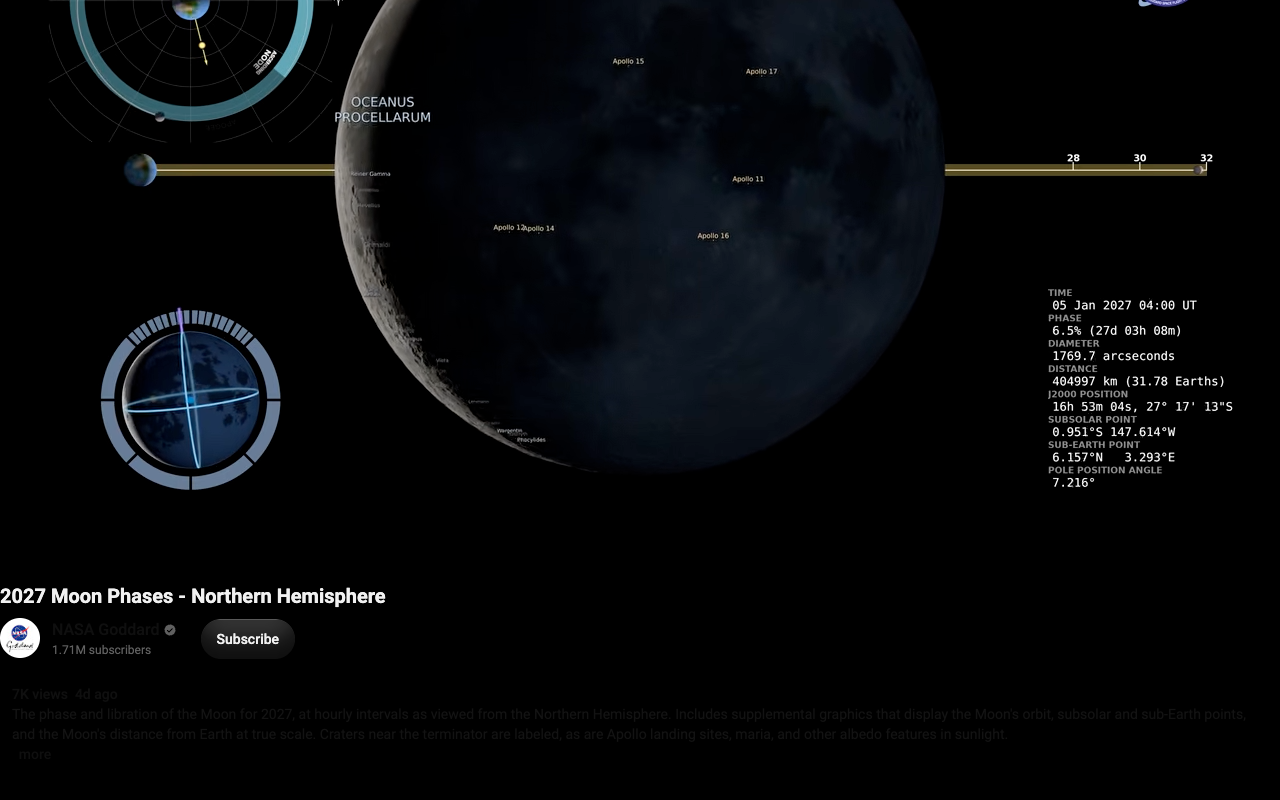 Apollo 15
Apollo 17
NODE
ASCENDING
OCEANUS
PROCELLARUM
28 30 32
Reiner Gamma
Apollo 11
Apollo 12
Apollo 14
Apollo 16
Grimaldi
TIME
05 Jan 2027 04:00 UT
PHASE
6.5% (27d 03h 08m)
DIAMETER
1769.7 arcseconds
DISTANCE
404997 km (31.78 Earths)
J2000 POSITION
16h 53m 04s, 27° 17' 13"S
SUBSOLAR POINT
0.951°S 147.614°W
SUB-EARTH POINT
6.157°N 3.293°E
POLE POSITION ANGLE
7.216°
Wargentin
Phocylides
2027 Moon Phases - Northern Hemisphere
NASA Goddard
1.71M subscribers
Subscribe
7K views 4d ago
The phase and libration of the Moon for 2027, at hourly intervals as viewed from the Northern Hemisphere. Includes supplemental graphics that display the Moon's orbit, subsolar and sub-Earth points,
and the Moon's distance from Earth at true scale. Craters near the terminator are labeled, as are Apollo landing sites, maria, and other albedo features in sunlight.
more